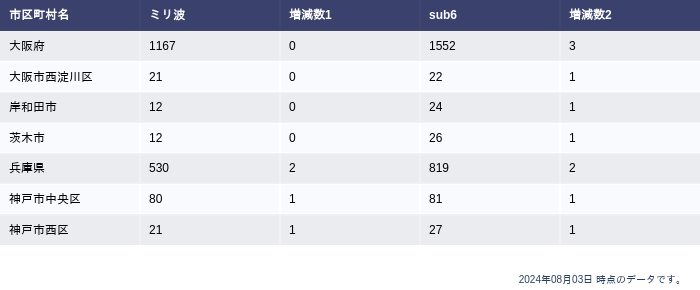 市区町村名 ミリ波 増減数1 sub6 増減数2
大阪府 1167 0 1552 3
大阪市西淀川区 21 0 22 1
岸和田市 12 0 24 1
茨木市 12 0 26 1
兵庫県 530 2 819 2
神戸市中央区 80 1 81 1
神戸市西区 21 1 27 1
2024年08月03日 時点のデータです。